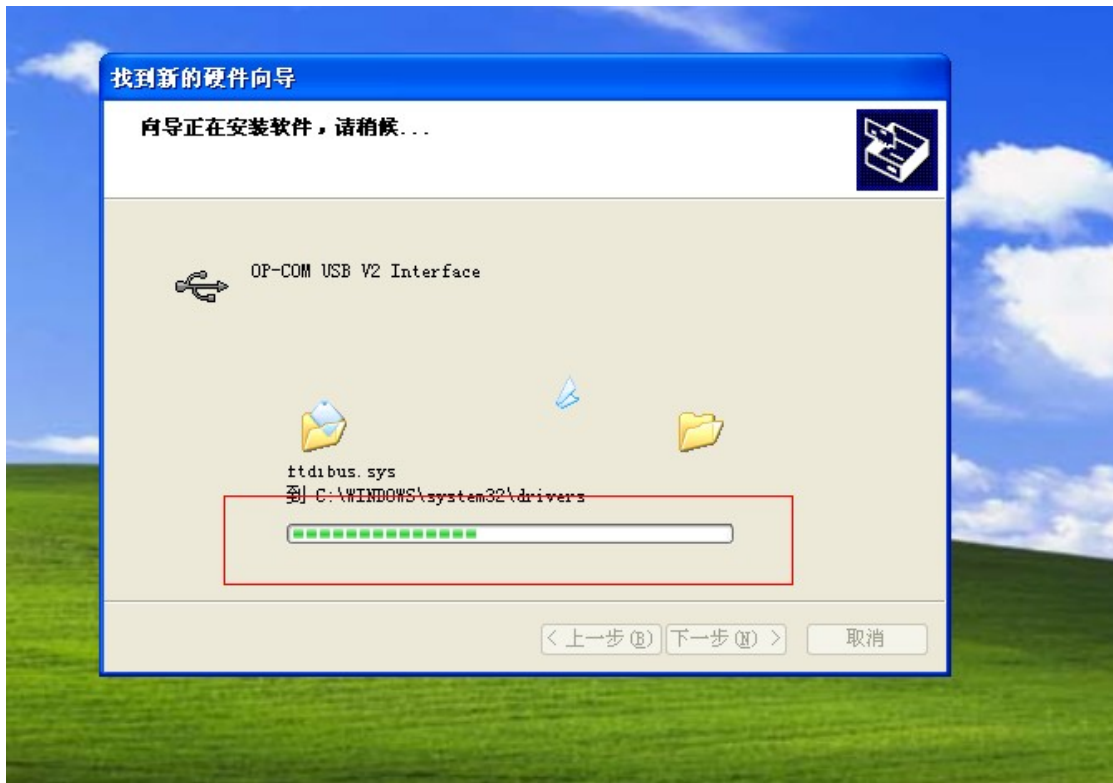 找到新的硬件向导
向导正在安装软件，请稍候...
OP-COM USB V2 Interface
ftdibus.sys
到 C:\WINDOWS\system32\drivers
< 上一步(B)
下一步(N) >
取消